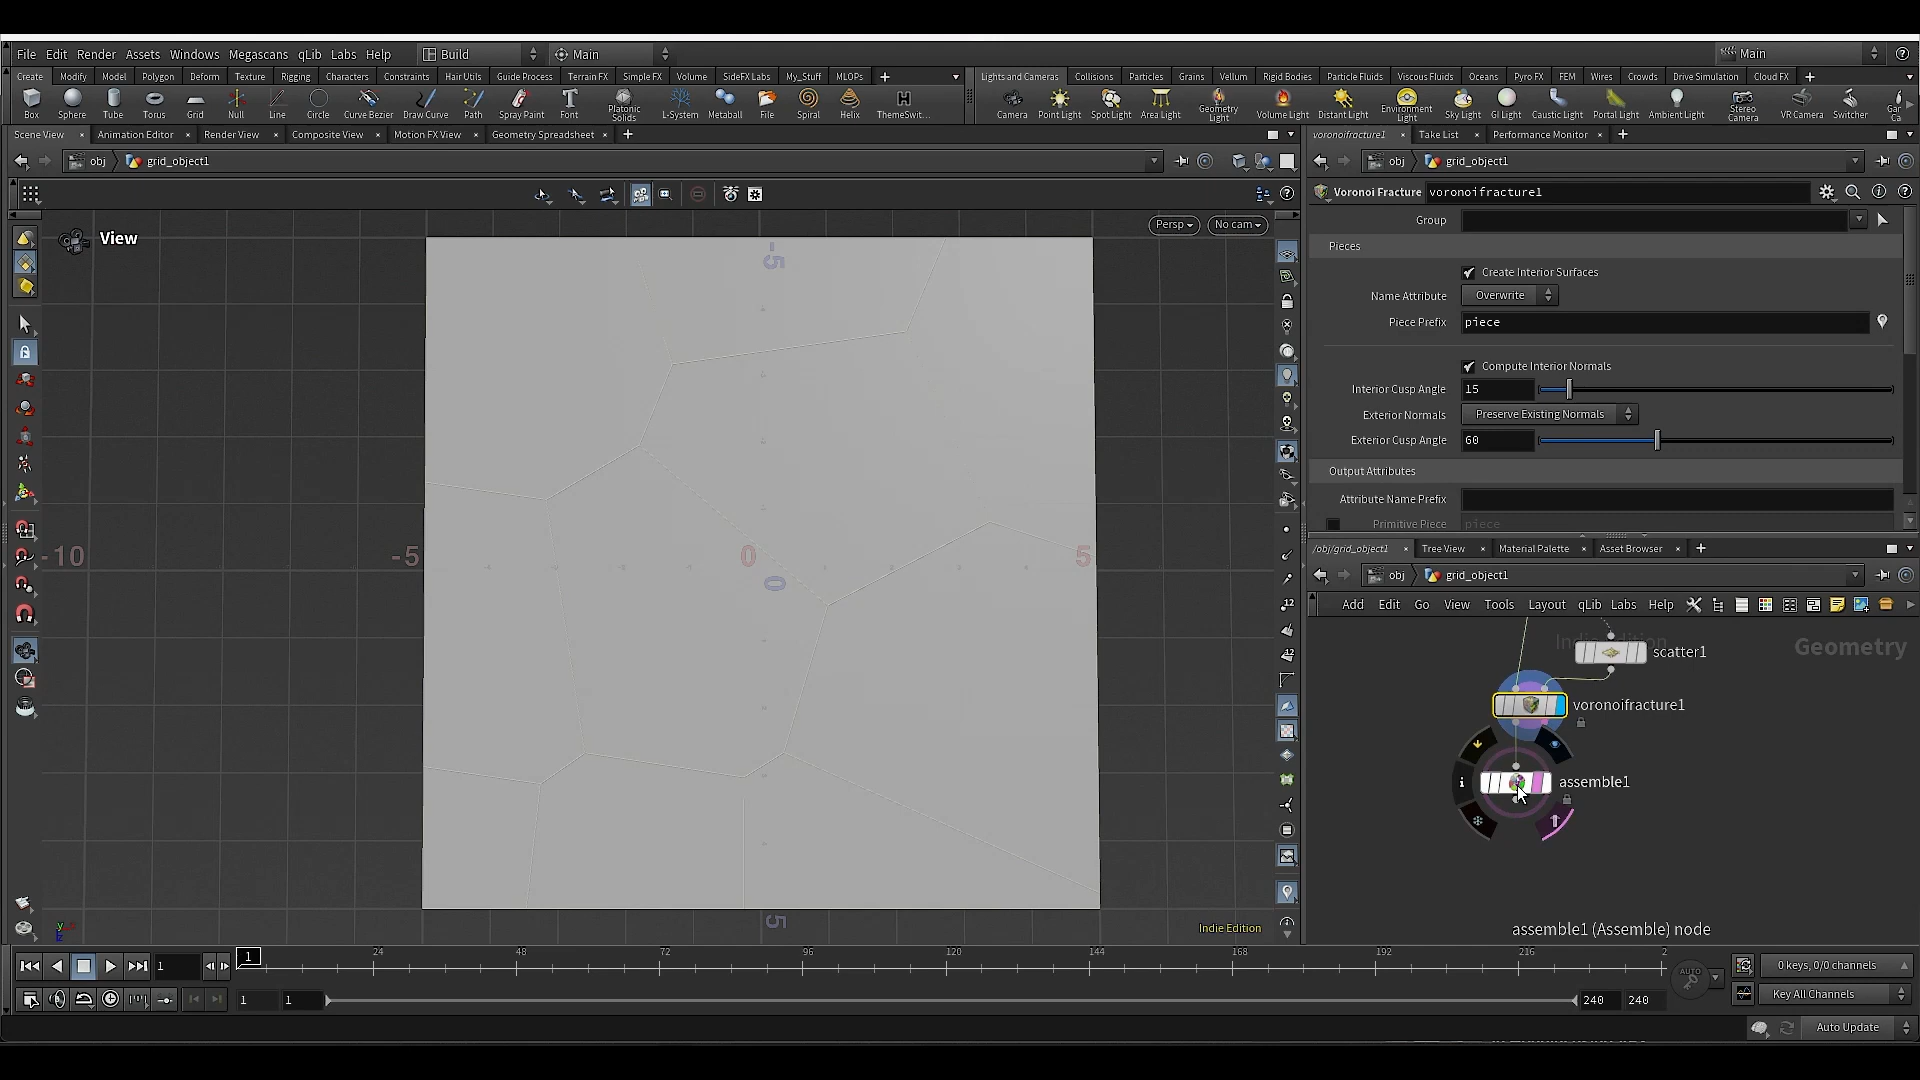 File Edit Render Assets Windows Megascans qLib Labs Help Build Main Main
Create Modify Model Polygon Deform Texture Rigging Characters Constraints Hair Utils Guide Process Terrain FX Simple FX Volume SideFX Labs My_Stuff MLOPs Lights and Cameras Collisions Particles Grains Vellum Rigid Bodies Particle Fluids Viscous Fluids Oceans Pyro FX FEM Wires Crowds Drive Simulation Cloud FX
Box Sphere Tube Torus Grid Null Line Circle Curve Bezier Draw Curve Path Spray Paint Font Platonic Solids L-System Metaball File Spiral Helix ThemeSwit... Camera Point Light Spot Light Area Light Geometry Light Volume Light Distant Light Environment Light Sky Light GI Light Caustic Light Portal Light Ambient Light Stereo Camera VR Camera Switcher Gar Ca
Scene View Animation Editor Render View Composite View Motion FX View Geometry Spreadsheet voronoifracture1 Take List Performance Monitor
obj grid_object1 obj grid_object1
Voronoi Fracture voronoifracture1
View Persp No cam
Group
Pieces
Create Interior Surfaces
Name Attribute Overwrite
Piece Prefix piece
Compute Interior Normals
Interior Cusp Angle 15
Exterior Normals Preserve Existing Normals
Exterior Cusp Angle 60
Output Attributes
Attribute Name Prefix
Primitive Piece piece
-5
-10 -5 0 5
0
5
/obj/grid_object1 Tree View Material Palette Asset Browser
obj grid_object1
Add Edit Go View Tools Layout qLib Labs Help
Indie Edition Geometry
scatter1
voronoifracture1
assemble1
assemble1 (Assemble) node
Indie Edition
1 1 24 48 72 96 120 144 168 192 216 2
AUTO 0 keys, 0/0 channels
1 1 240 240 Key All Channels
Auto Update